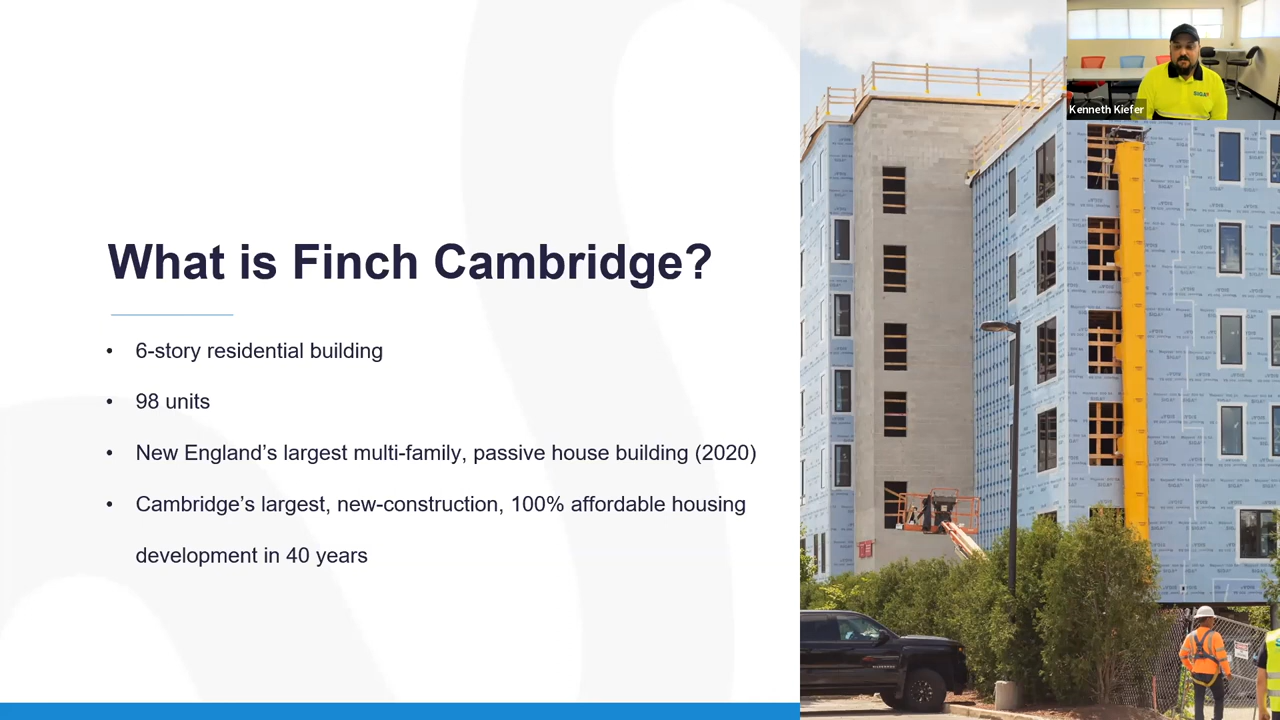 Kenneth Kiefer
SIGA
What is Finch Cambridge?
• 6-story residential building
• 98 units
• New England’s largest multi-family, passive house building (2020)
• Cambridge’s largest, new-construction, 100% affordable housing
development in 40 years